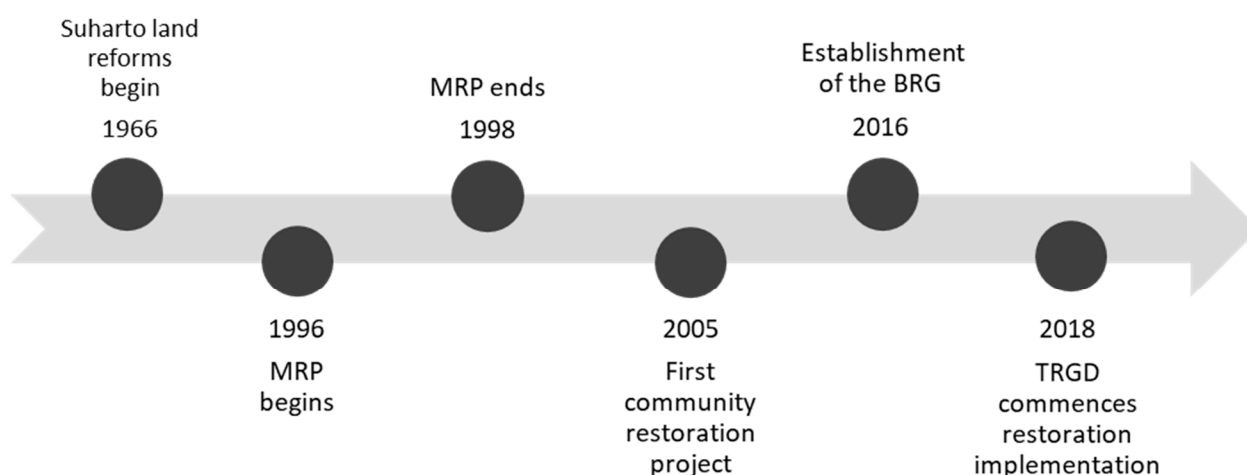 Suharto land
reforms
begin
1966
1996
MRP
begins
MRP ends
1998
2005
First
community
restoration
project
Establishment
of the BRG
2016
2018
TRGD
commences
restoration
implementation